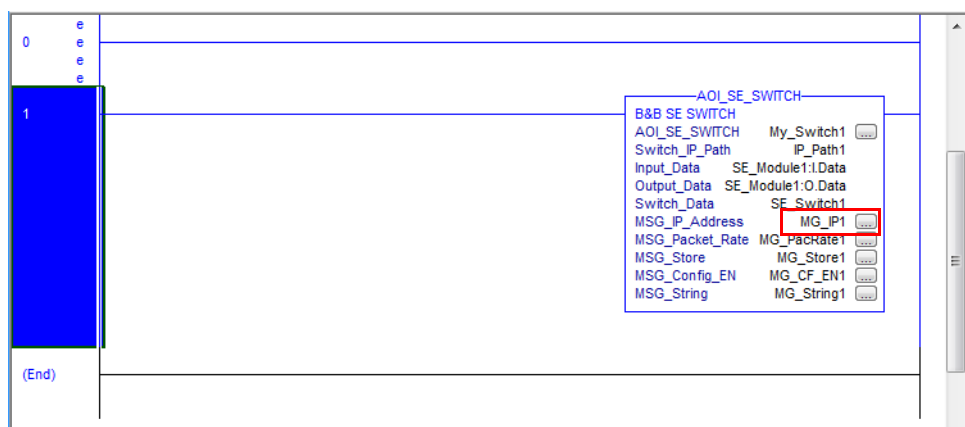 e
0 e
e
e
1
AOI_SE_SWITCH
B&B SE SWITCH
AOI_SE_SWITCH My_Switch1 ...
Switch_IP_Path IP_Path1
Input_Data SE_Module1:I.Data
Output_Data SE_Module1:O.Data
Switch_Data SE_Switch1
MSG_IP_Address MG_IP1 ...
MSG_Packet_Rate MG_PacRate1 ...
MSG_Store MG_Store1 ...
MSG_Config_EN MG_CF_EN1 ...
MSG_String MG_String1 ...
(End)